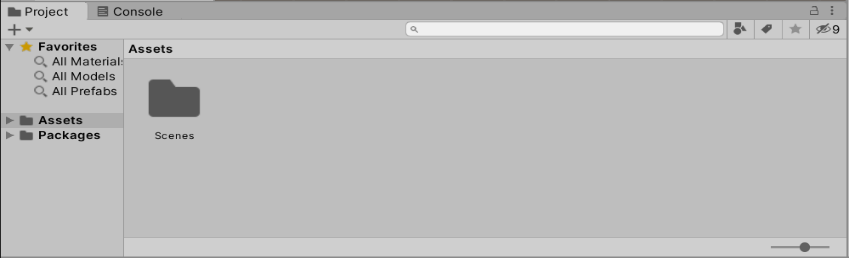 Project
Console
9
Favorites
Assets
All Materials
All Models
All Prefabs
Scenes
Assets
Packages